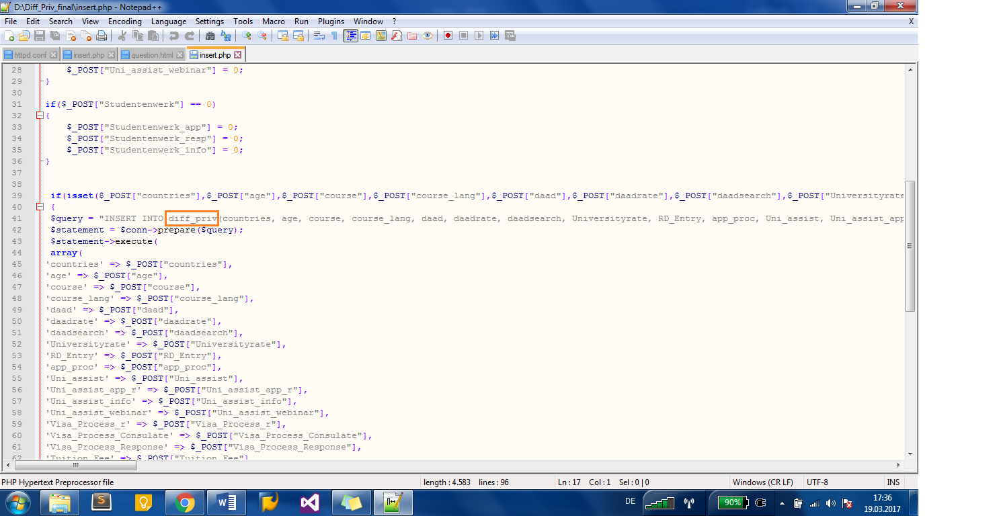 D:\Diff_Priv_final\insert.php - Notepad++
File Edit Search View Encoding Language Settings Tools Macro Run Plugins Window ? X
httpd.conf insert.php question.html insert.php
28 $_POST["Uni_assist_webinar"] = 0;
29 }
30
31 if($_POST["Studentenwerk"] == 0)
32 {
33 $_POST["Studentenwerk_app"] = 0;
34 $_POST["Studentenwerk_resp"] = 0;
35 $_POST["Studentenwerk_info"] = 0;
36 }
37
38
39 if(isset($_POST["countries"],$_POST["age"],$_POST["course"],$_POST["course_lang"],$_POST["daad"],$_POST["daadrate"],$_POST["daadsearch"],$_POST["Universityrate
40 {
41 $query = "INSERT INTO diff_priv(countries, age, course, course_lang, daad, daadrate, daadsearch, Universityrate, RD_Entry, app_proc, Uni_assist, Uni_assist_app
42 $statement = $conn->prepare($query);
43 $statement->execute(
44 array(
45 'countries' => $_POST["countries"],
46 'age' => $_POST["age"],
47 'course' => $_POST["course"],
48 'course_lang' => $_POST["course_lang"],
49 'daad' => $_POST["daad"],
50 'daadrate' => $_POST["daadrate"],
51 'daadsearch' => $_POST["daadsearch"],
52 'Universityrate' => $_POST["Universityrate"],
53 'RD_Entry' => $_POST["RD_Entry"],
54 'app_proc' => $_POST["app_proc"],
55 'Uni_assist' => $_POST["Uni_assist"],
56 'Uni_assist_app_r' => $_POST["Uni_assist_app_r"],
57 'Uni_assist_info' => $_POST["Uni_assist_info"],
58 'Uni_assist_webinar' => $_POST["Uni_assist_webinar"],
59 'Visa_Process_r' => $_POST["Visa_Process_r"],
60 'Visa_Process_Consulate' => $_POST["Visa_Process_Consulate"],
61 'Visa_Process_Response' => $_POST["Visa_Process_Response"],
62 'Tuition_Fee' => $_POST["Tuition_Fee"]
PHP Hypertext Preprocessor file length : 4.583 lines : 96 Ln : 17 Col : 1 Sel : 0 | 0 Windows (CR LF) UTF-8 INS
DE 90% 17:36
19.03.2017